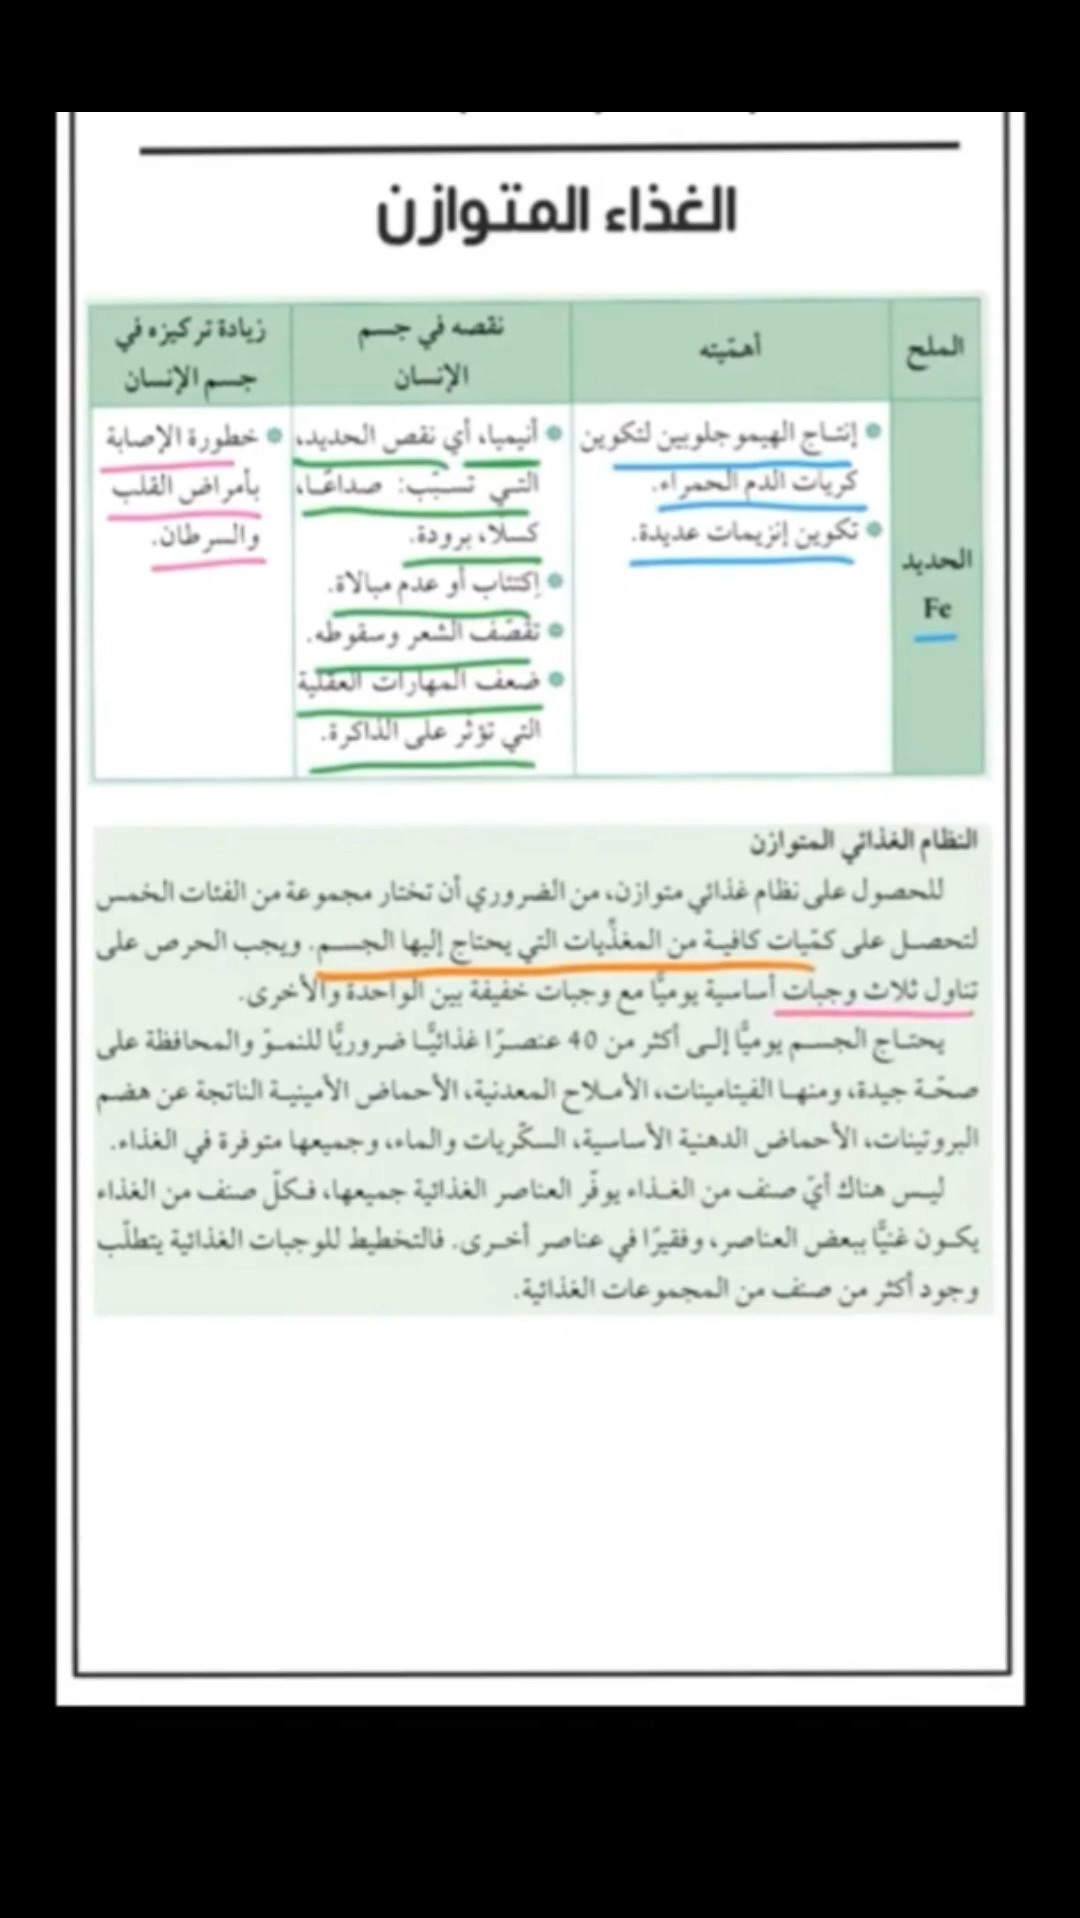 الغذاء المتوازن
الملح
أهمّيته
نقصه في جسم
الإنسان
زيادة تركيزه في
جسم الإنسان
الحديد
Fe
إنتاج الهيموجلوبين لتكوين
كريات الدم الحمراء.
تكوين إنزيمات عديدة.
أنيميا، أي نقص الحديد،
التي تسبّب: صداعًا،
كسلًا، برودة.
إكتئاب أو عدم مبالاة.
تقصّف الشعر وسقوطه.
ضعف المهارات العقلية
التي تؤثّر على الذاكرة.
خطورة الإصابة
بأمراض القلب
والسرطان.
النظام الغذائي المتوازن
للحصول على نظام غذائي متوازن، من الضروري أن تختار مجموعة من الفئات الخمس
لتحصل على كمّيات كافية من المغذّيات التي يحتاج إليها الجسم. ويجب الحرص على
تناول ثلاث وجبات أساسية يوميًّا مع وجبات خفيفة بين الواحدة والأخرى.
يحتاج الجسم يوميًّا إلى أكثر من 40 عنصرًا غذائيًّا ضروريًّا للنموّ والمحافظة على
صحّة جيدة، ومنها الفيتامينات، الأملاح المعدنية، الأحماض الأمينية الناتجة عن هضم
البروتينات، الأحماض الدهنية الأساسية، السكّريات والماء، وجميعها متوفرة في الغذاء.
ليس هناك أيّ صنف من الغذاء يوفّر العناصر الغذائية جميعها، فكلّ صنف من الغذاء
يكون غنيًّا ببعض العناصر، وفقيرًا في عناصر أخرى. فالتخطيط للوجبات الغذائية يتطلّب
وجود أكثر من صنف من المجموعات الغذائية.